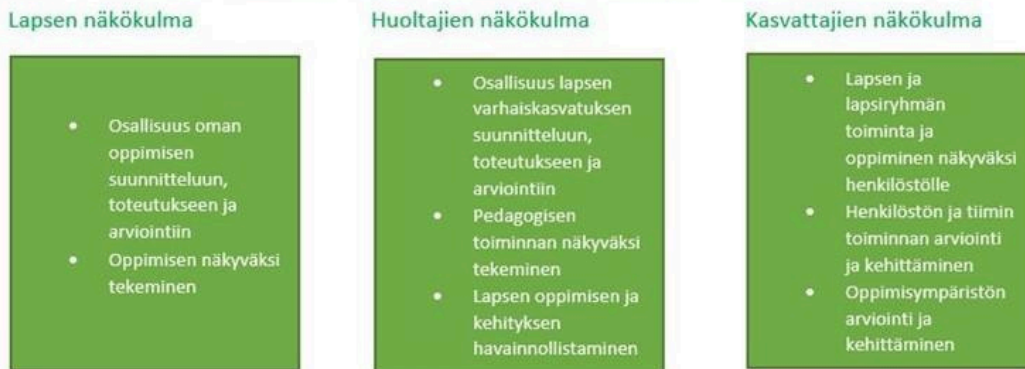 Lapsen näkökulma
• Osallisuus oman
oppimisen
suunnitteluun,
toteutukseen ja
arviointiin
• Oppimisen näkyväksi
tekeminen
Huoltajien näkökulma
• Osallisuus lapsen
varhaiskasvatuksen
suunnitteluun,
toteutukseen ja
arviointiin
• Pedagogisen
toiminnan näkyväksi
tekeminen
• Lapsen oppimisen ja
kehityksen
havainnollistaminen
Kasvattajien näkökulma
• Lapsen ja
lapsiryhmän
toiminta ja
oppiminen näkyväksi
henkilöstölle
• Henkilöstön ja tiimin
toiminnan arviointi
ja kehittäminen
• Oppimisympäristön
arviointi ja
kehittäminen